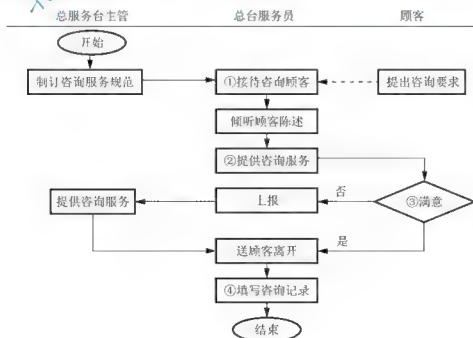 总服务台主管 总台服务员 顾客
开始
制订咨询服务规范 ①接待咨询顾客 提出咨询要求
倾听顾客陈述
②提供咨询服务
提供咨询服务 上报 否 ③满意
送顾客离开 是
④填写咨询记录
结束